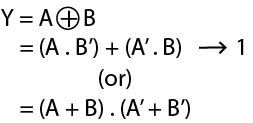 Y = A ⊕ B
= (A . B′) + (A′ . B) → 1
(or)
= (A + B) . (A′ + B′)